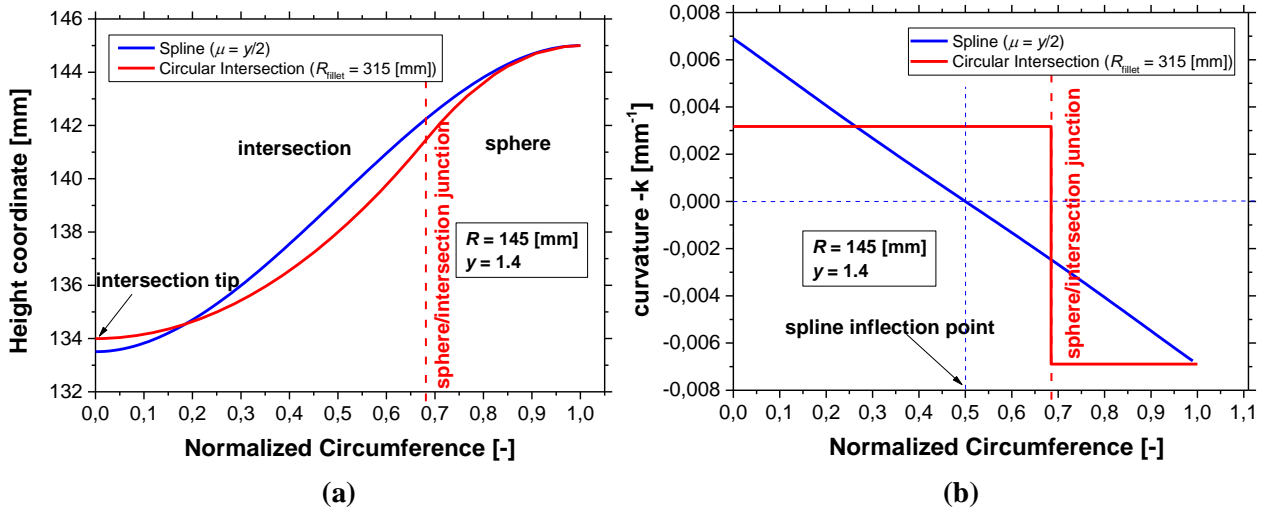 146
144
142
140
138
136
134
132
Height coordinate [mm]
Spline (μ = y/2)
Circular Intersection (R_fillet = 315 [mm])
intersection
sphere
R = 145 [mm]
y = 1.4
intersection tip
sphere/intersection junction
0,0 0,1 0,2 0,3 0,4 0,5 0,6 0,7 0,8 0,9 1,0
Normalized Circumference [-]
(a)
0,008
0,006
0,004
0,002
0,000
-0,002
-0,004
-0,006
-0,008
curvature -k [mm⁻¹]
Spline (μ = y/2)
Circular Intersection (R_fillet = 315 [mm])
R = 145 [mm]
y = 1.4
spline inflection point
sphere/intersection junction
0,0 0,1 0,2 0,3 0,4 0,5 0,6 0,7 0,8 0,9 1,0 1,1
Normalized Circumference [-]
(b)